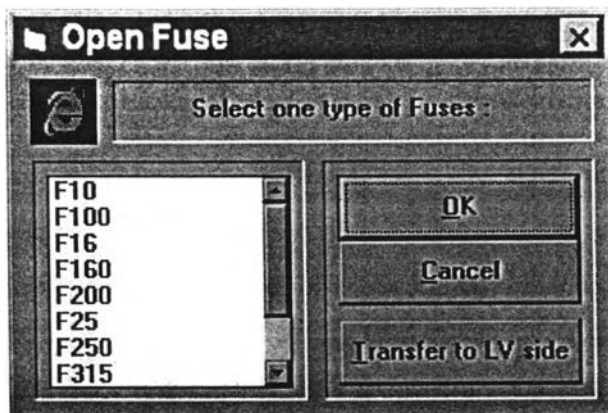 Open Fuse
Select one type of Fuses :
F10
F100
F16
F160
F200
F25
F250
F315
OK
Cancel
Transfer to LV side